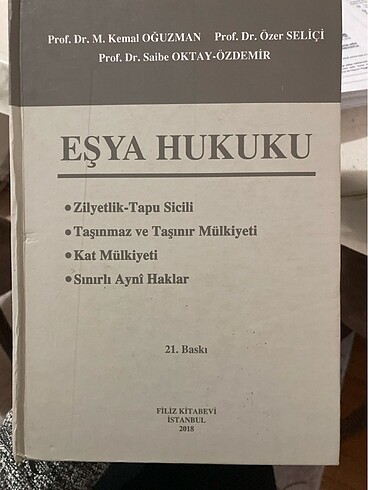 Prof. Dr. M. Kemal OĞUZMAN Prof. Dr. Özer SELİÇİ
Prof. Dr. Saibe OKTAY-ÖZDEMİR
EŞYA HUKUKU
• Zilyetlik-Tapu Sicili
• Taşınmaz ve Taşınır Mülkiyeti
• Kat Mülkiyeti
• Sınırlı Aynî Haklar
21. Baskı
FİLİZ KİTABEVİ
İSTANBUL
2018